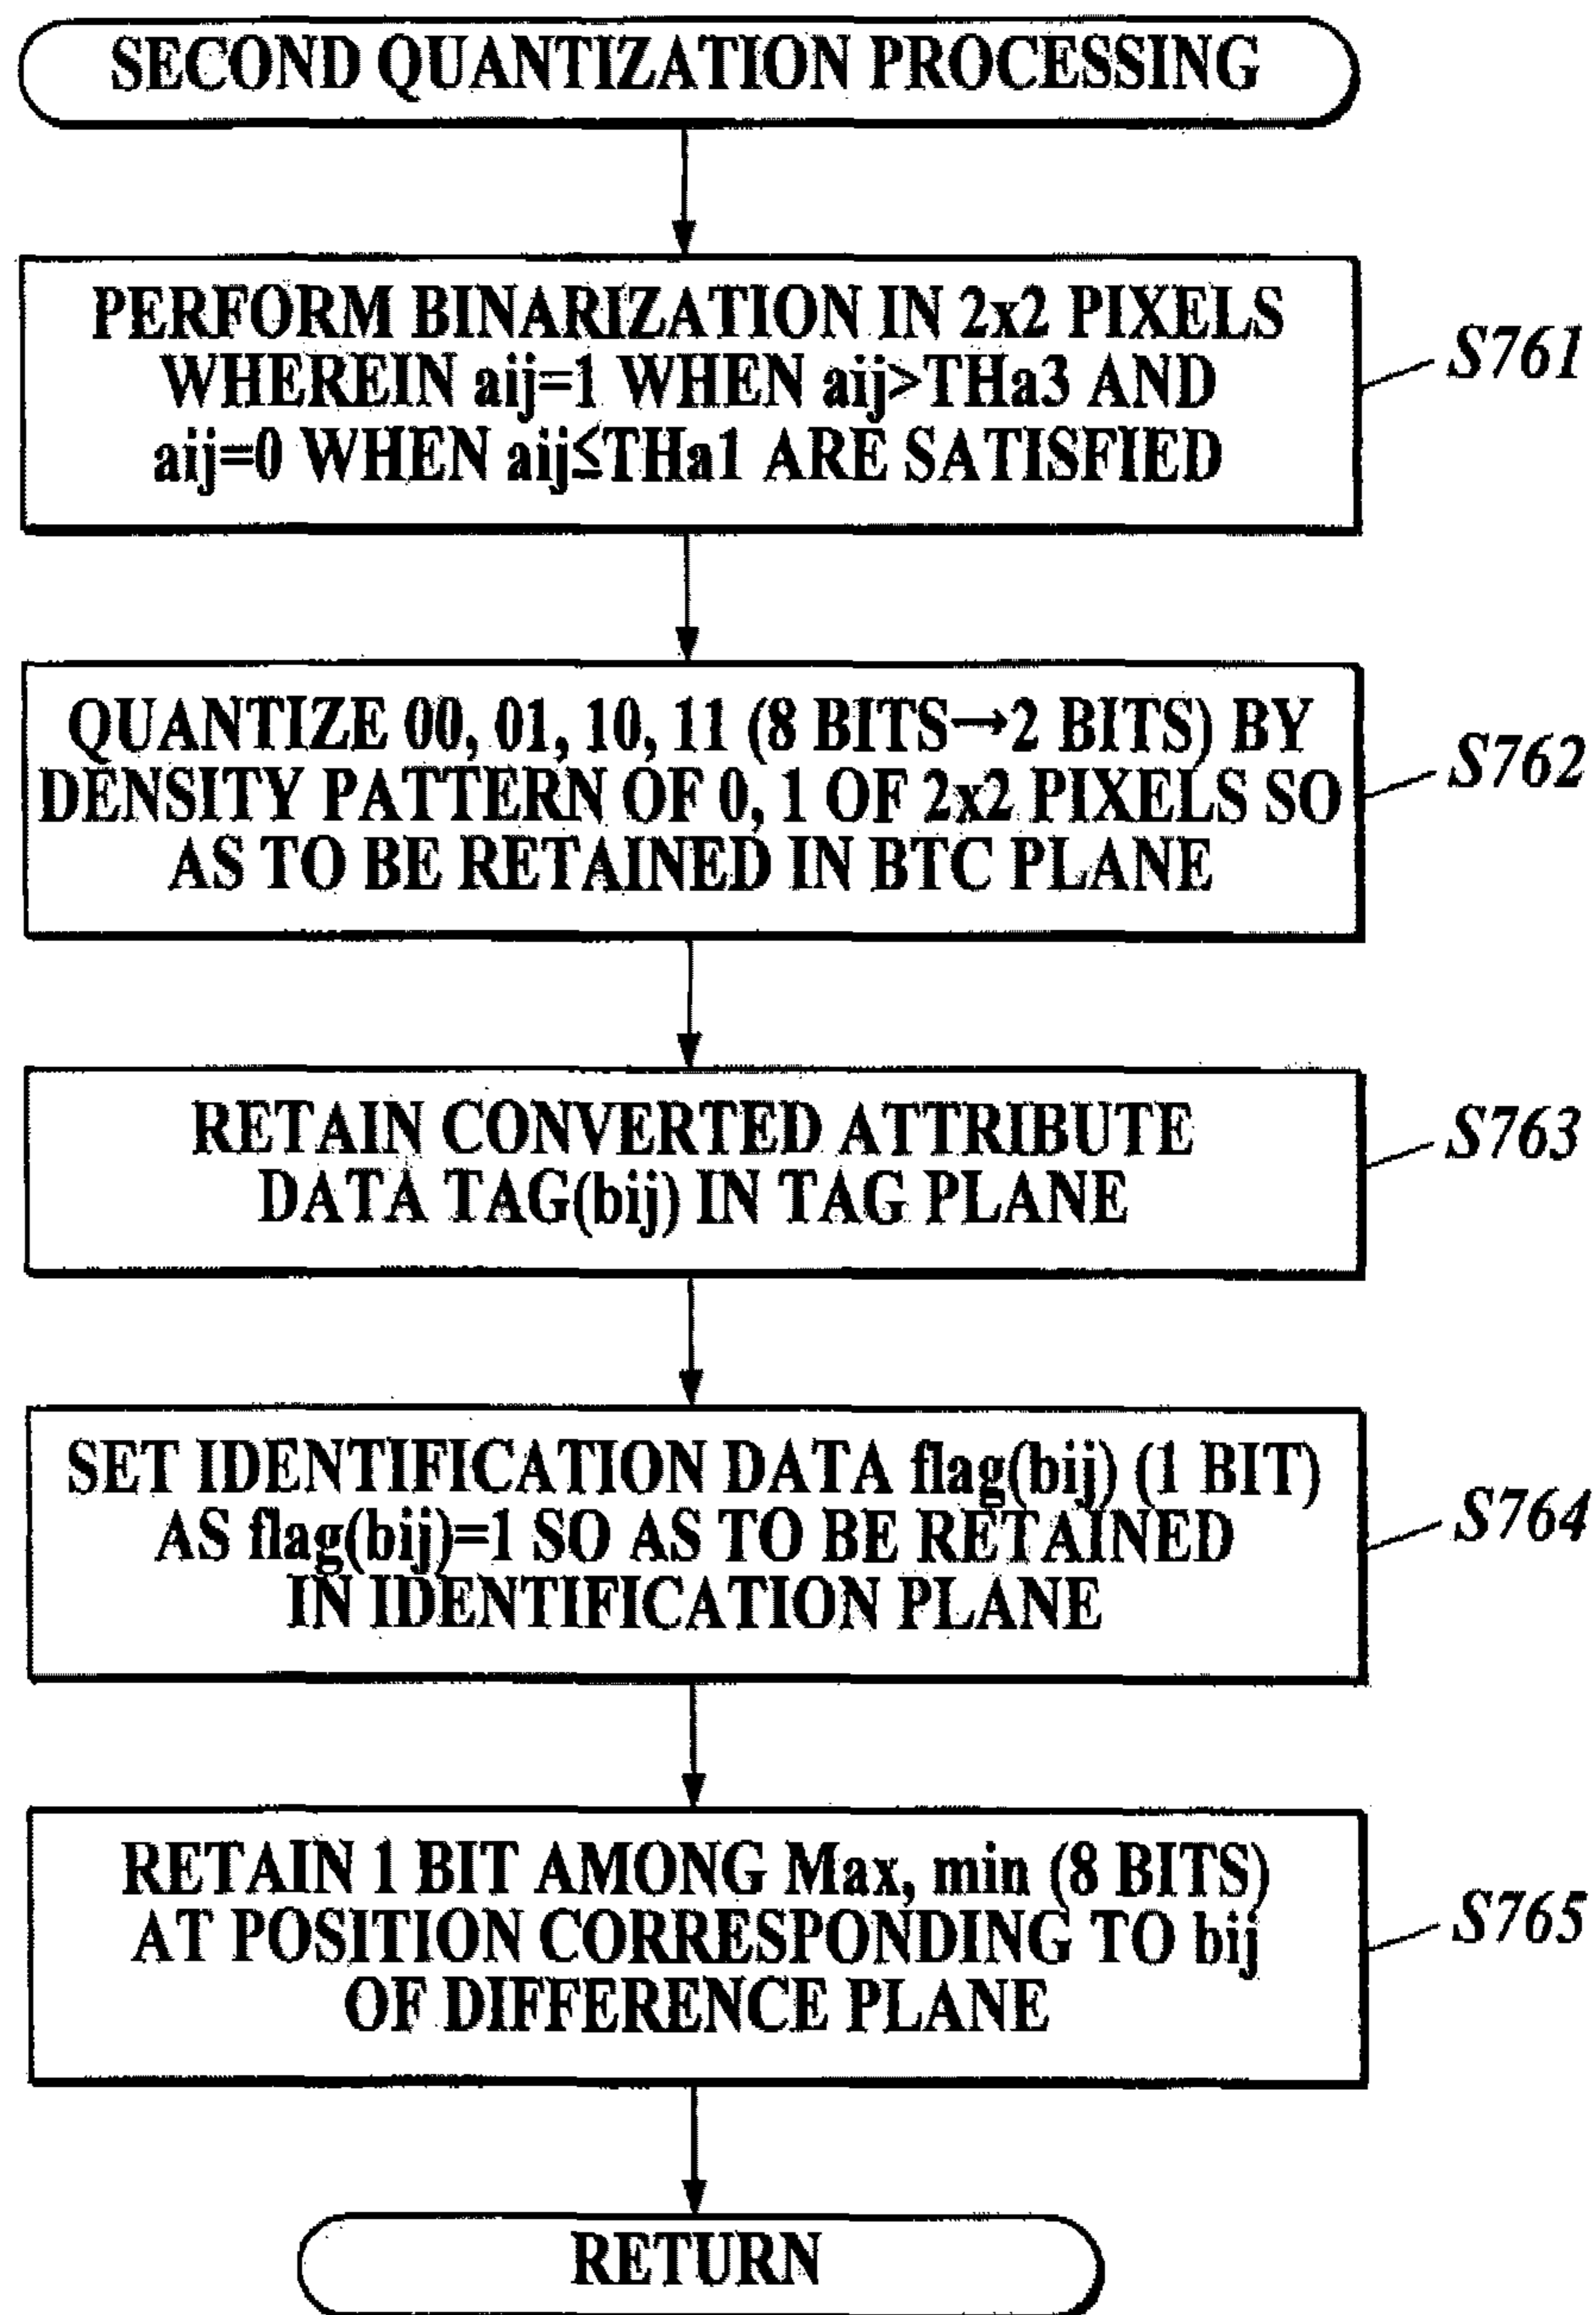 SECOND QUANTIZATION PROCESSING
PERFORM BINARIZATION IN 2x2 PIXELS
WHEREIN aij=1 WHEN aij>THa3 AND
aij=0 WHEN aij≦THa1 ARE SATISFIED
S761
QUANTIZE 00, 01, 10, 11 (8 BITS→2 BITS) BY
DENSITY PATTERN OF 0, 1 OF 2x2 PIXELS SO
AS TO BE RETAINED IN BTC PLANE
S762
RETAIN CONVERTED ATTRIBUTE
DATA TAG(bij) IN TAG PLANE
S763
SET IDENTIFICATION DATA flag(bij) (1 BIT)
AS flag(bij)=1 SO AS TO BE RETAINED
IN IDENTIFICATION PLANE
S764
RETAIN 1 BIT AMONG Max, min (8 BITS)
AT POSITION CORRESPONDING TO bij
OF DIFFERENCE PLANE
S765
RETURN